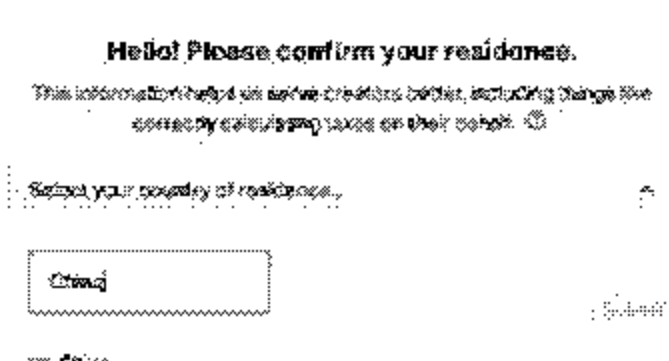 Hello! Please confirm your residence.
This information helps us serve creators better, including things like
correctly calculating taxes on their behalf.
Select your country of residence...
Submit